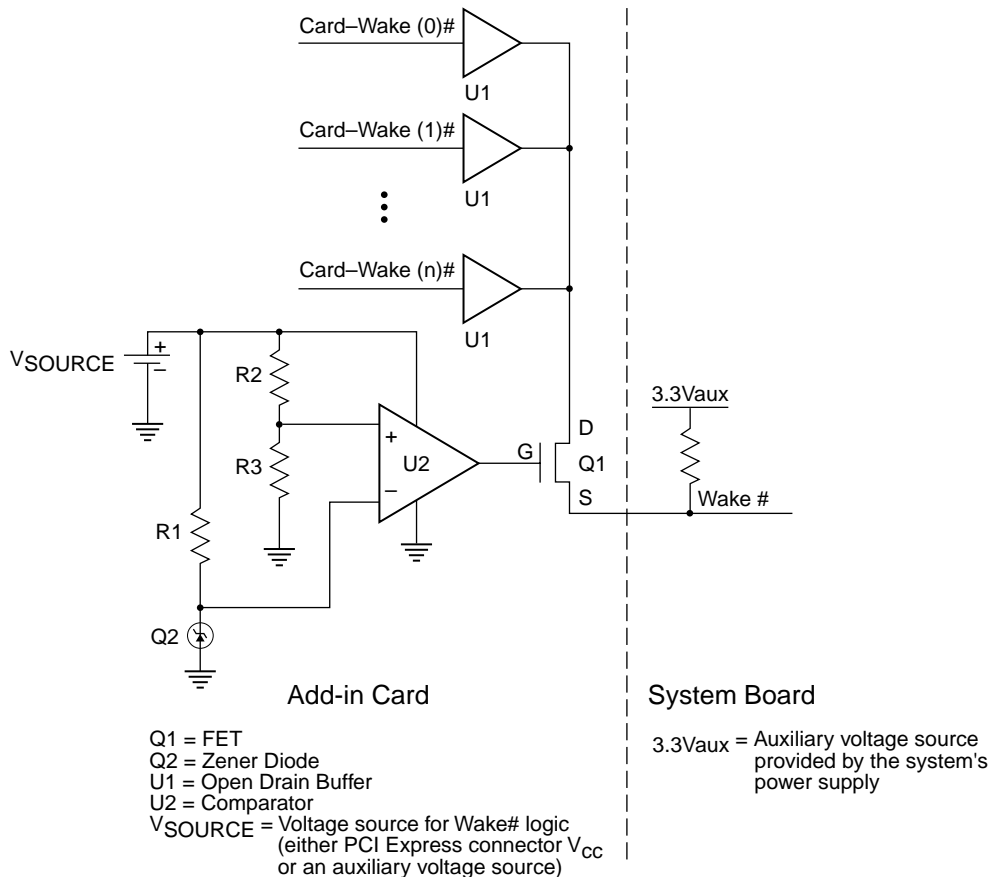 Card–Wake (0)#
U1
Card–Wake (1)#
U1
Card–Wake (n)#
U1
VSOURCE
+
–
R2
R3
R1
+
–
U2
Q2
G
D
Q1
S
3.3Vaux
Wake #
Add-in Card
System Board
Q1 = FET
Q2 = Zener Diode
U1 = Open Drain Buffer
U2 = Comparator
VSOURCE = Voltage source for Wake# logic
(either PCI Express connector Vcc
or an auxiliary voltage source)
3.3Vaux = Auxiliary voltage source
provided by the system's
power supply